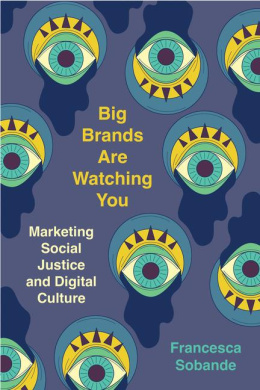 Big
Brands
Are
Watching
You
Marketing
Social
Justice
and Digital
Culture
Francesca
Sobande